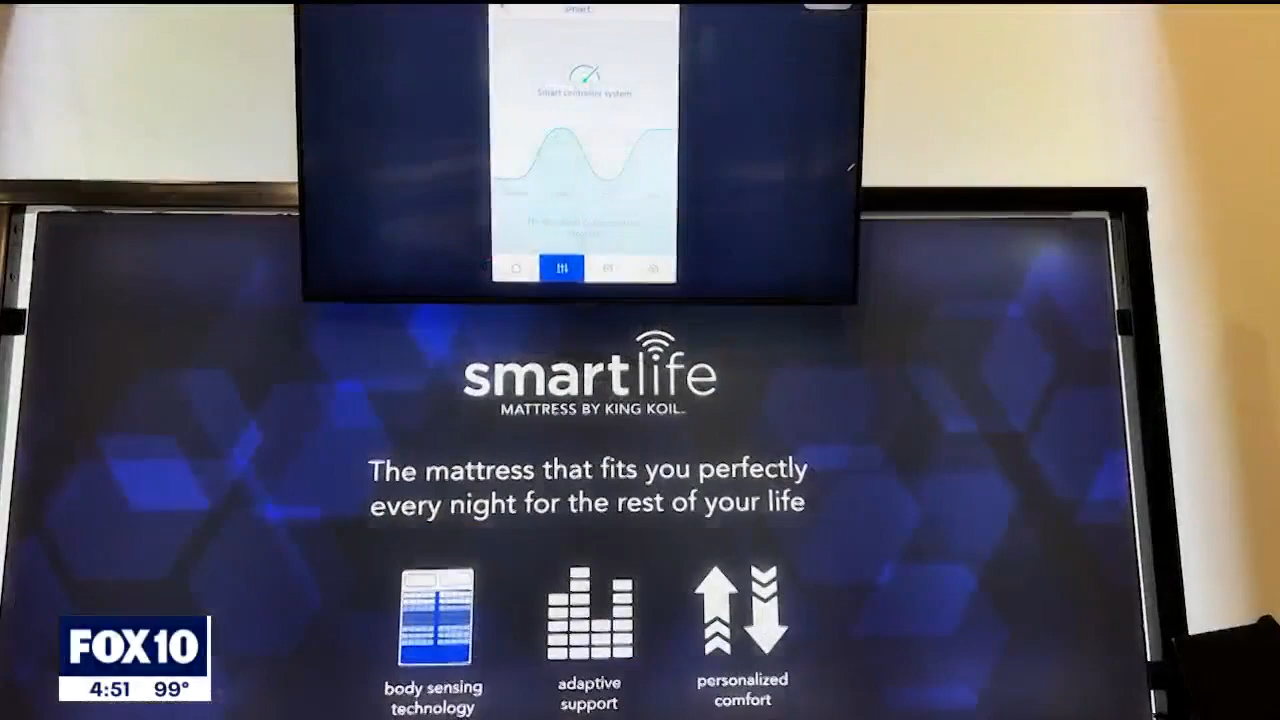 smart
Smart controller system
smartlife
MATTRESS BY KING KOIL™
The mattress that fits you perfectly
every night for the rest of your life
body sensing
technology
adaptive
support
personalized
comfort
FOX10
4:51 99°